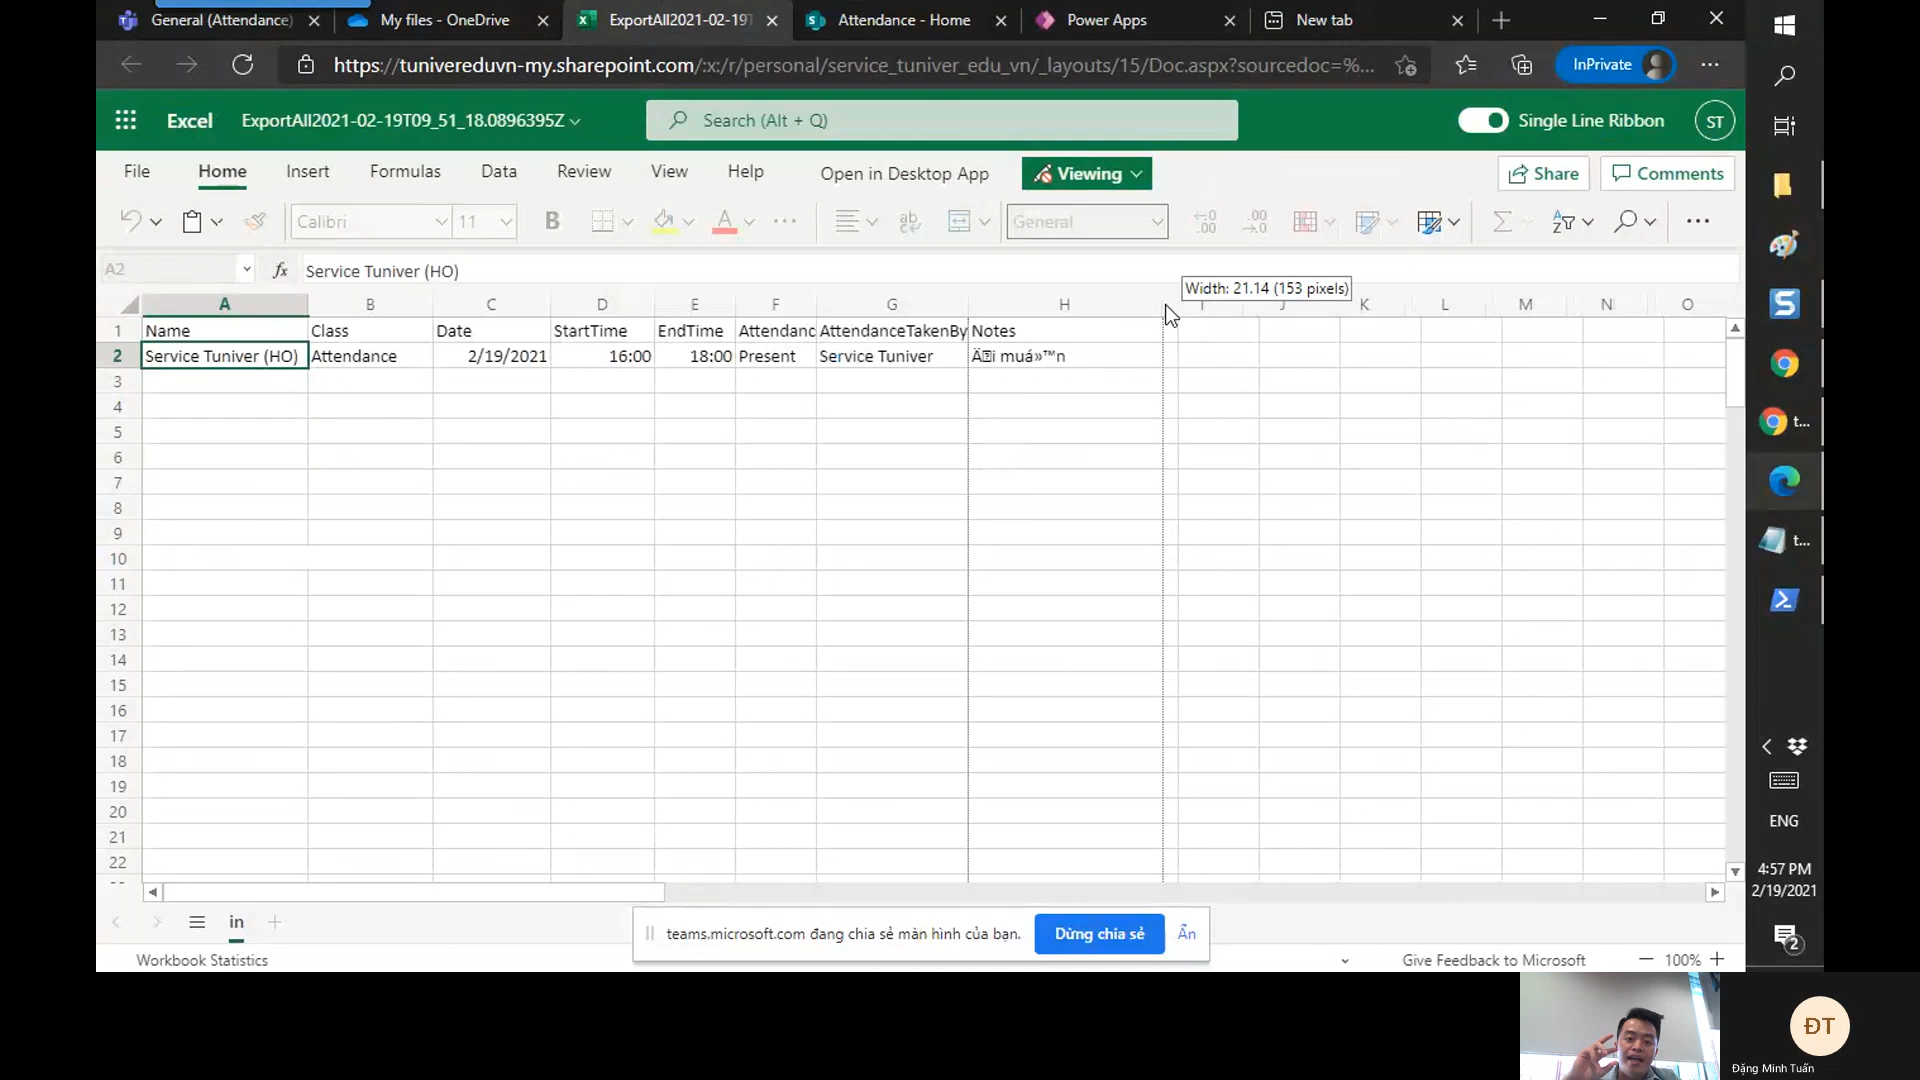 General (Attendance)
My files - OneDrive
ExportAll2021-02-19T
Attendance - Home
Power Apps
New tab
https://tunivereduvn-my.sharepoint.com/:x:/r/personal/service_tuniver_edu_vn/_layouts/15/Doc.aspx?sourcedoc=%...
InPrivate
Excel
ExportAll2021-02-19T09_51_18.0896395Z
Search (Alt + Q)
Single Line Ribbon
ST
File Home Insert Formulas Data Review View Help Open in Desktop App Viewing Share Comments
Calibri 11 B A ab General
A2 fx Service Tuniver (HO)
Width: 21.14 (153 pixels)
A B C D E F G H I J K L M N O
1 Name Class Date StartTime EndTime Attendanc AttendanceTakenBy Notes
2 Service Tuniver (HO) Attendance 2/19/2021 16:00 18:00 Present Service Tuniver Äi muá»™n
3
4
5
6
7
8
9
10
11
12
13
14
15
16
17
18
19
20
21
22
in
teams.microsoft.com đang chia sẻ màn hình của bạn. Dừng chia sẻ Ẩn
Workbook Statistics
Give Feedback to Microsoft
100%
t...
t...
ENG
4:57 PM
2/19/2021
2
ĐT
Đặng Minh Tuấn